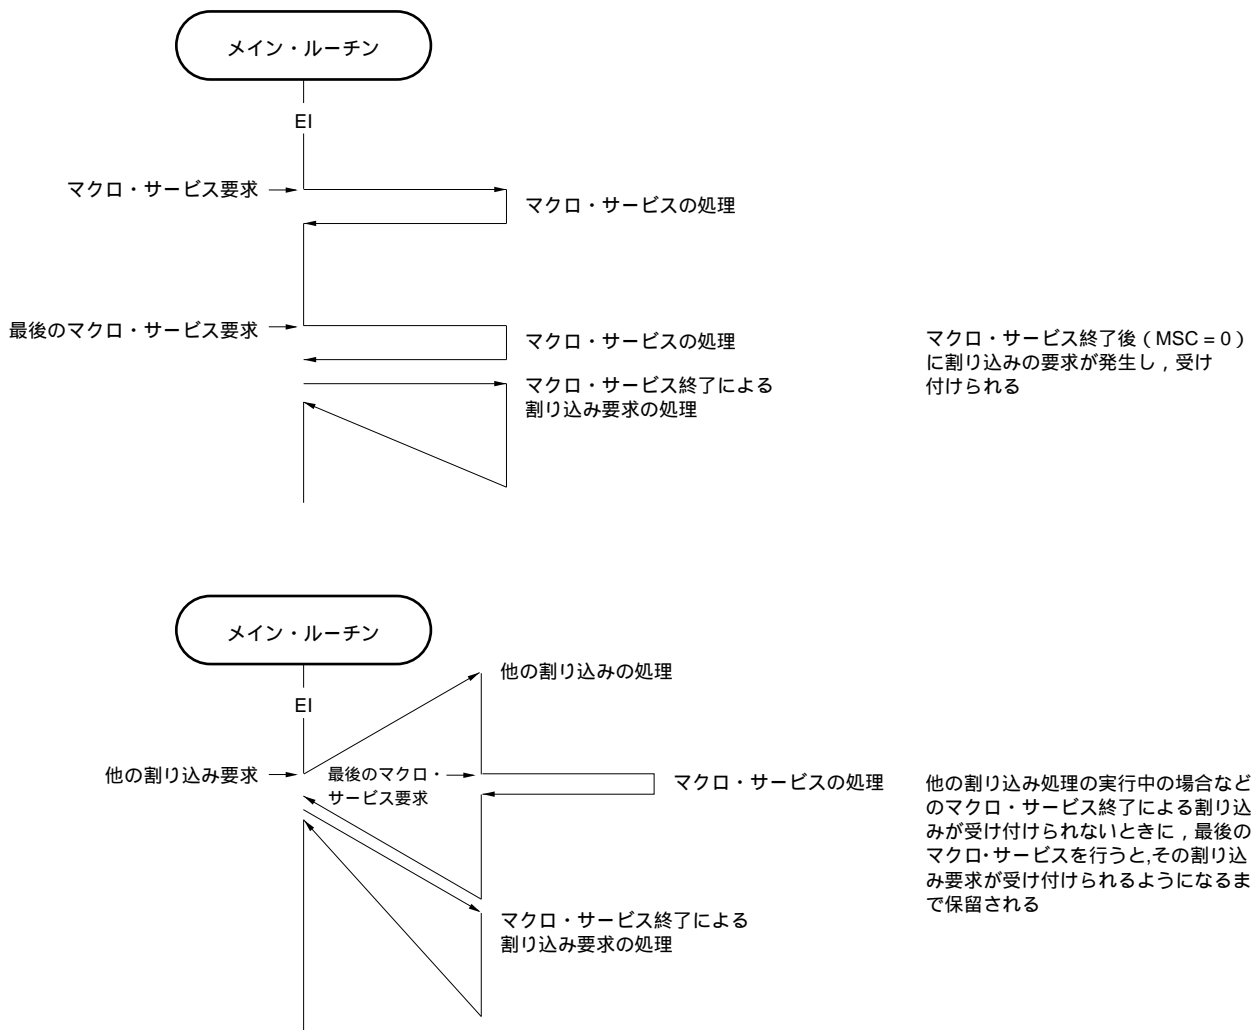 メイン・ルーチン
EI
マクロ・サービス要求
マクロ・サービスの処理
最後のマクロ・サービス要求
マクロ・サービスの処理
マクロ・サービス終了後（MSC = 0）
に割り込みの要求が発生し，受け
付けられる
マクロ・サービス終了による
割り込み要求の処理
メイン・ルーチン
他の割り込みの処理
EI
他の割り込み要求
最後のマクロ・
サービス要求
マクロ・サービスの処理
他の割り込み処理の実行中の場合など
のマクロ・サービス終了による割り込
みが受け付けられないときに，最後の
マクロ・サービスを行うと,その割り込
み要求が受け付けられるようになるま
で保留される
マクロ・サービス終了による
割り込み要求の処理